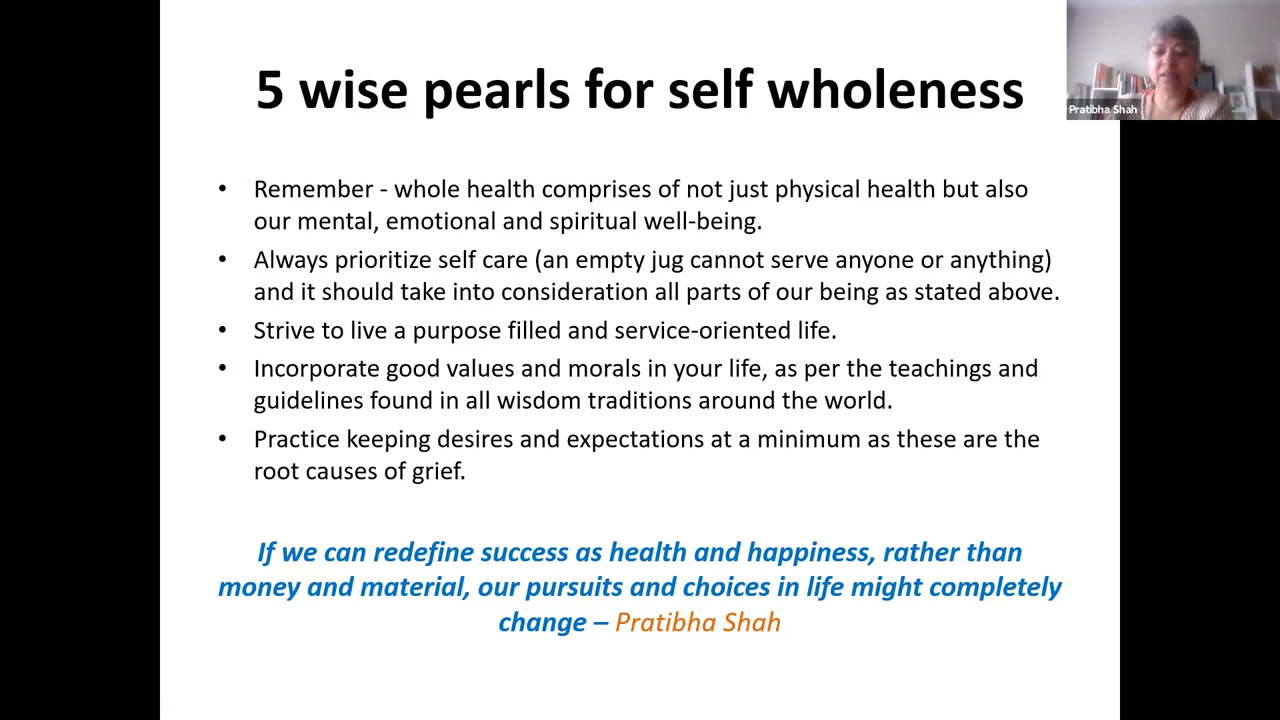 5 wise pearls for self wholeness
Pratibha Shah
• Remember - whole health comprises of not just physical health but also
our mental, emotional and spiritual well-being.
• Always prioritize self care (an empty jug cannot serve anyone or anything)
and it should take into consideration all parts of our being as stated above.
• Strive to live a purpose filled and service-oriented life.
• Incorporate good values and morals in your life, as per the teachings and
guidelines found in all wisdom traditions around the world.
• Practice keeping desires and expectations at a minimum as these are the
root causes of grief.
If we can redefine success as health and happiness, rather than
money and material, our pursuits and choices in life might completely
change – Pratibha Shah